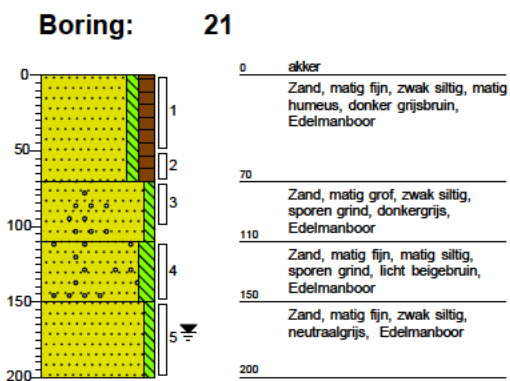 Boring: 21
0
50
100
150
200
1
2
3
4
5
0 akker
Zand, matig fijn, zwak siltig, matig
humeus, donker grijsbruin,
Edelmanboor
70
Zand, matig grof, zwak siltig,
sporen grind, donkergrijs,
Edelmanboor
110
Zand, matig fijn, matig siltig,
sporen grind, licht beigebruin,
Edelmanboor
150
Zand, matig fijn, zwak siltig,
neutraalgrijs, Edelmanboor
200